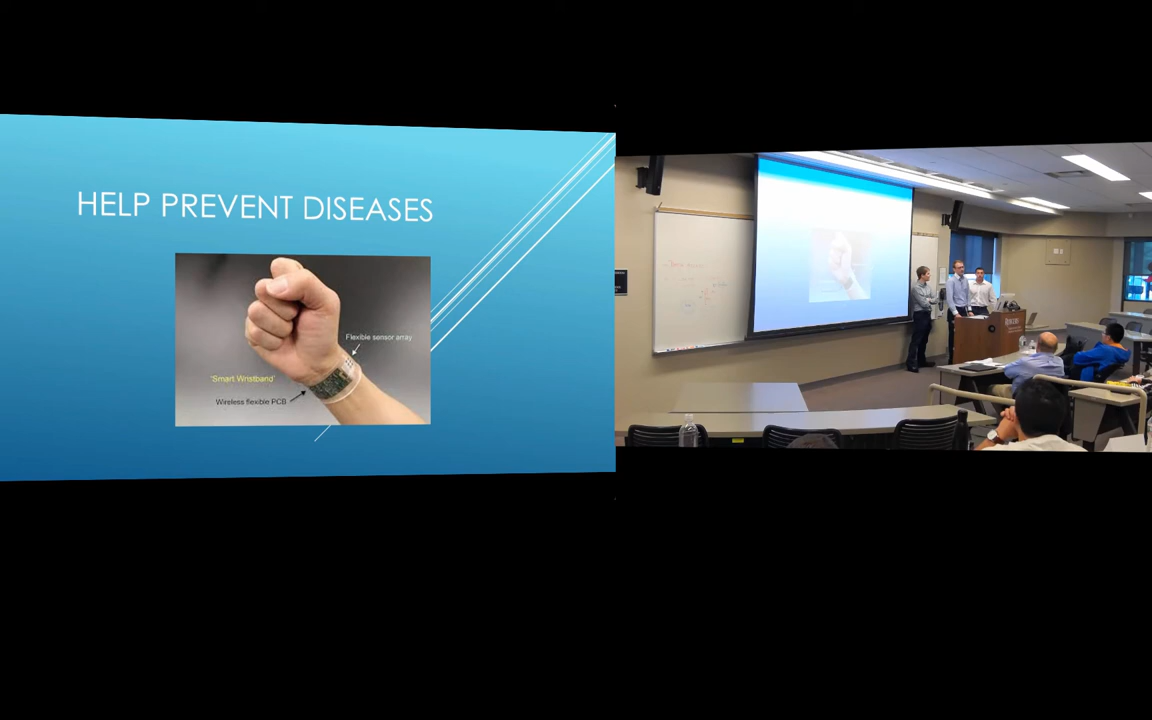 HELP PREVENT DISEASES
Flexible sensor array
'Smart Wristband'
Wireless flexible PCB